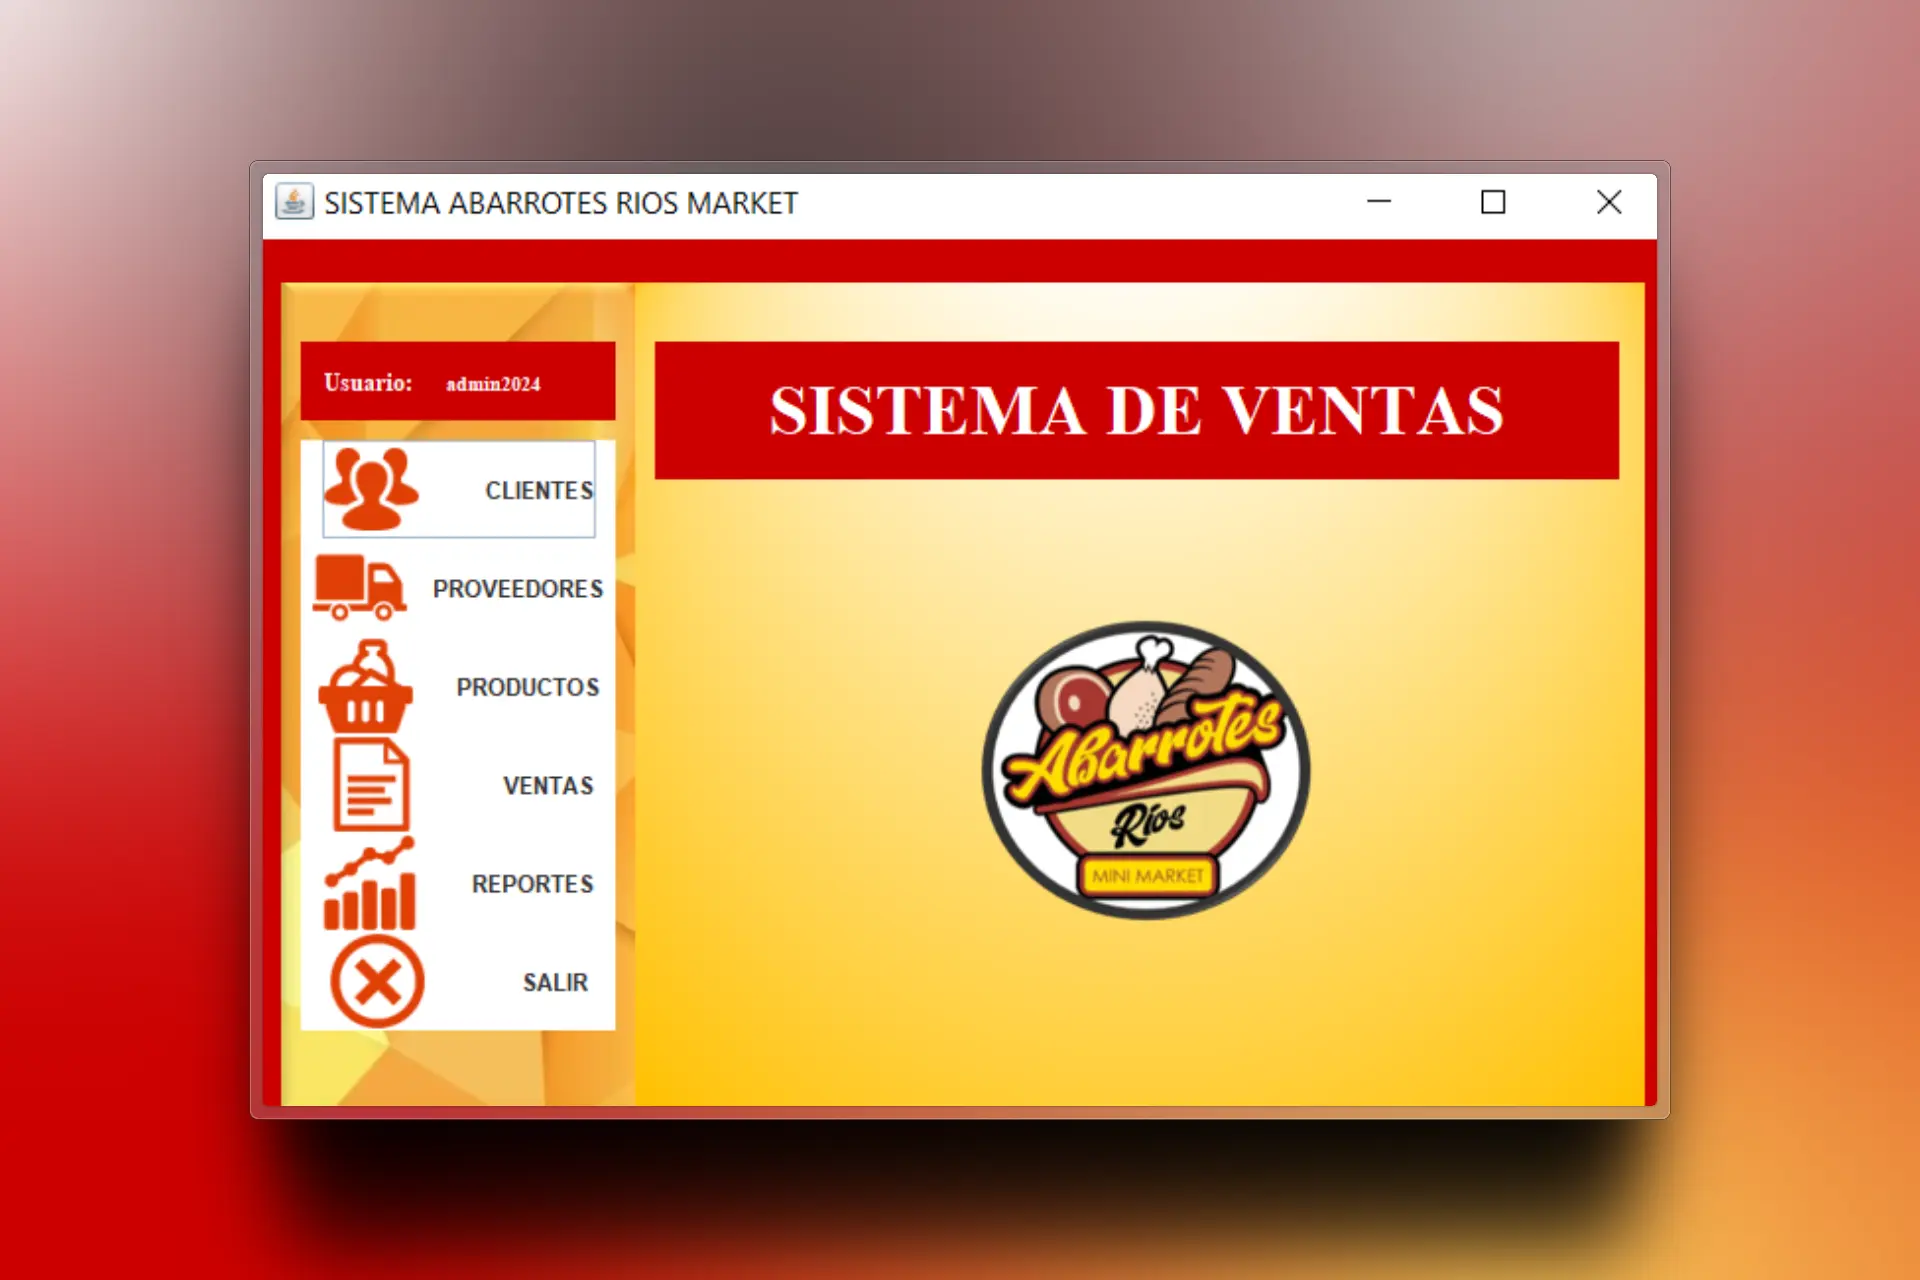 SISTEMA ABARROTES RIOS MARKET
Usuario: admin2024
SISTEMA DE VENTAS
CLIENTES
PROVEEDORES
PRODUCTOS
VENTAS
REPORTES
SALIR
Abarrotes
Ríos
MINI MARKET